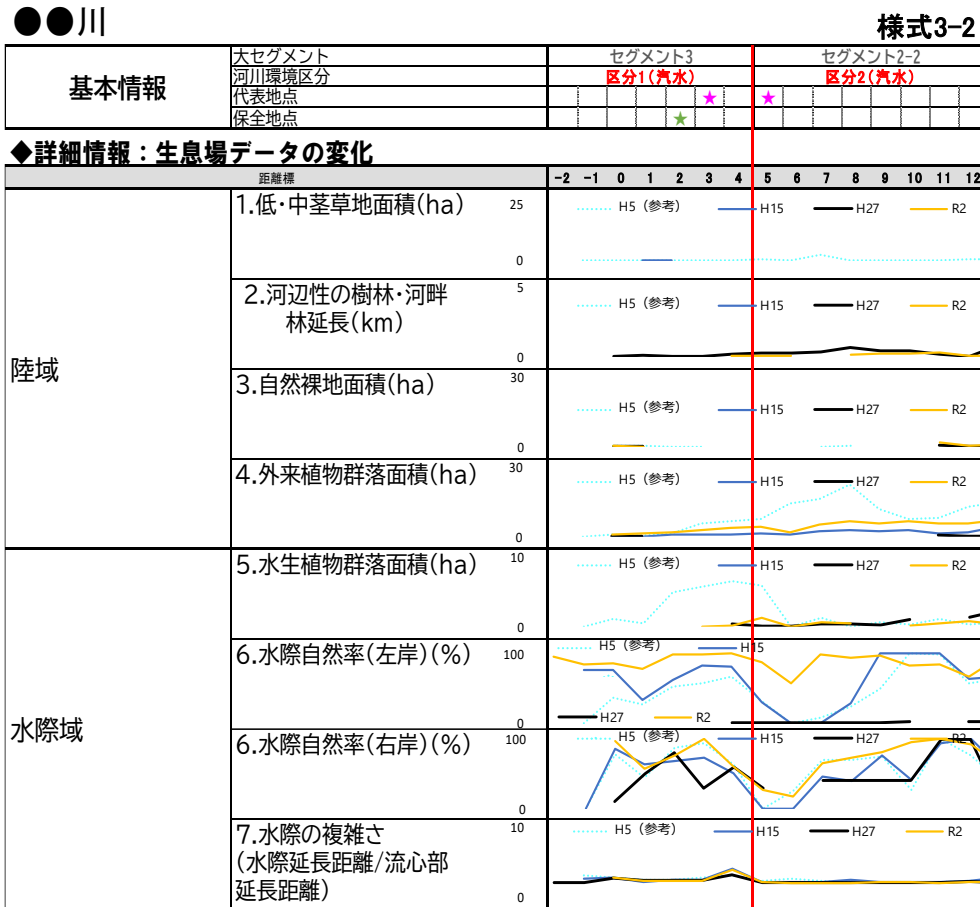 ●●川
様式3-2
基本情報
大セグメント
セグメント3
セグメント2-2
河川環境区分
区分1(汽水)
区分2(汽水)
代表地点
★ ★
保全地点
★
◆詳細情報：生息場データの変化
距離標
-2 -1 0 1 2 3 4 5 6 7 8 9 10 11 12
陸域
1.低・中茎草地面積(ha)
25
0
H5（参考） H15 H27 R2
2.河辺性の樹林・河畔
林延長(km)
5
0
H5（参考） H15 H27 R2
3.自然裸地面積(ha)
30
0
H5（参考） H15 H27 R2
4.外来植物群落面積(ha)
30
0
H5（参考） H15 H27 R2
水際域
5.水生植物群落面積(ha)
10
0
H5（参考） H15 H27 R2
6.水際自然率(左岸)(%)
100
0
H5（参考） H15
H27 R2
6.水際自然率(右岸)(%)
100
0
H5（参考） H15 H27 R2
7.水際の複雑さ
(水際延長距離/流心部
延長距離)
10
0
H5（参考） H15 H27 R2